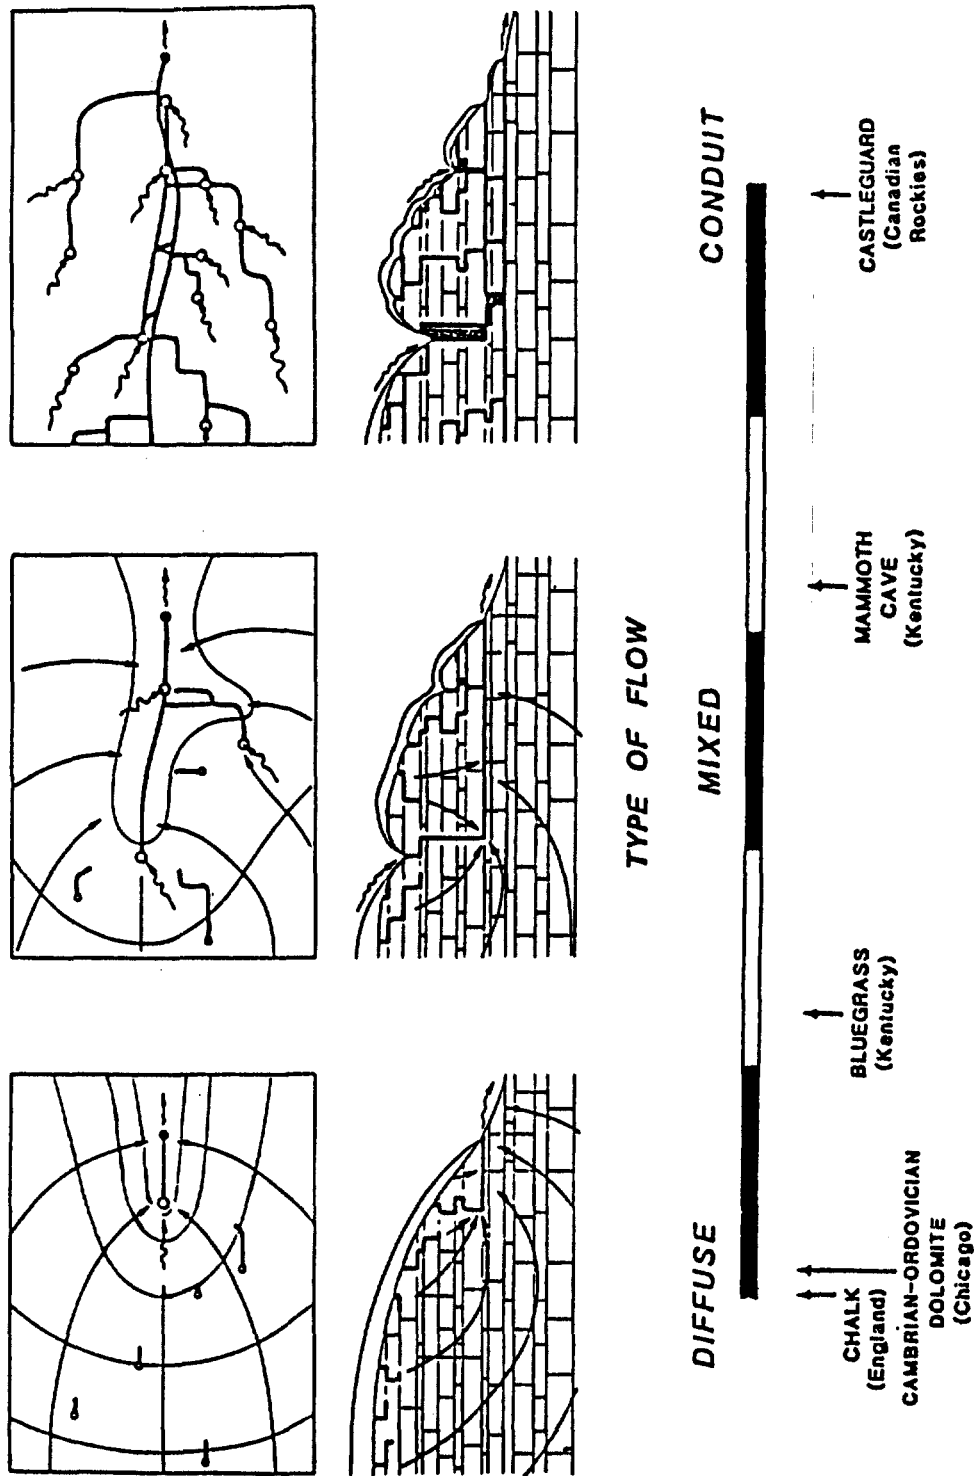 TYPE OF FLOW
DIFFUSE
MIXED
CONDUIT
CHALK
(England)
CAMBRIAN-ORDOVICIAN
DOLOMITE
(Chicago)
BLUEGRASS
(Kentucky)
MAMMOTH
CAVE
(Kentucky)
CASTLEGUARD
(Canadian
Rockies)